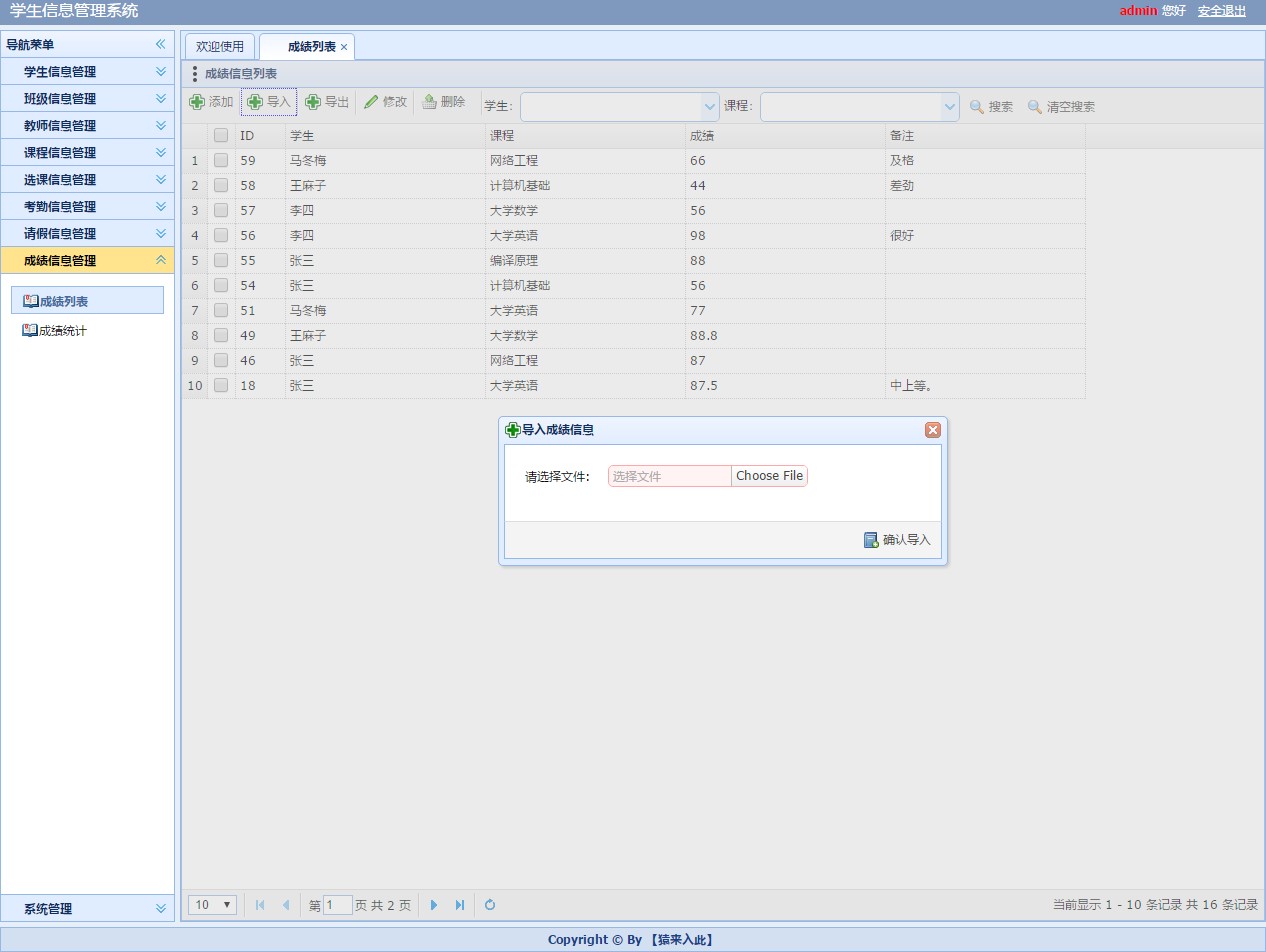 学生信息管理系统
admin 您好 安全退出
导航菜单
学生信息管理
班级信息管理
教师信息管理
课程信息管理
选课信息管理
考勤信息管理
请假信息管理
成绩信息管理
成绩列表
成绩统计
系统管理
欢迎使用 成绩列表
成绩信息列表
添加 导入 导出 修改 删除 学生: 课程: 搜索 清空搜索
ID 学生 课程 成绩 备注
1 59 马冬梅 网络工程 66 及格
2 58 王麻子 计算机基础 44 差劲
3 57 李四 大学数学 56
4 56 李四 大学英语 98 很好
5 55 张三 编译原理 88
6 54 张三 计算机基础 56
7 51 马冬梅 大学英语 77
8 49 王麻子 大学数学 88.8
9 46 张三 网络工程 87
10 18 张三 大学英语 87.5 中上等。
导入成绩信息
请选择文件: 选择文件 Choose File
确认导入
10 第 1 页 共 2 页 当前显示 1 - 10 条记录 共 16 条记录
Copyright © By 【猿来入此】